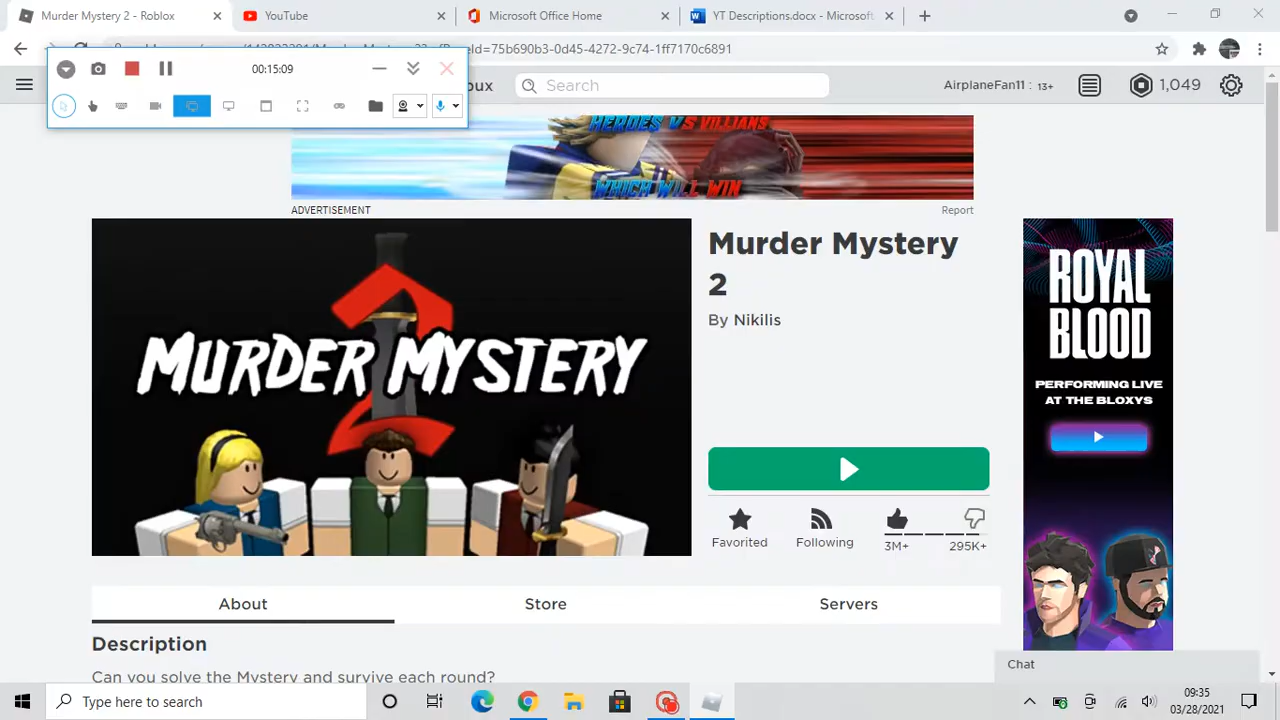 Murder Mystery 2 - Roblox
YouTube
Microsoft Office Home
YT Descriptions.docx - Microsoft
eId=75b690b3-0d45-4272-9c74-1ff7170c6891
00:15:09
oux
Search
AirplaneFan11 : 13+
1,049
HEROES VS VILLIANS
WHICH WILL WIN
ADVERTISEMENT
Report
MURDER MYSTERY
2
Murder Mystery
2
By Nikilis
Favorited
Following
3M+
295K+
ROYAL
BLOOD
PERFORMING LIVE
AT THE BLOXYS
About
Store
Servers
Description
Can you solve the Mystery and survive each round?
Chat
Type here to search
09:35
03/28/2021